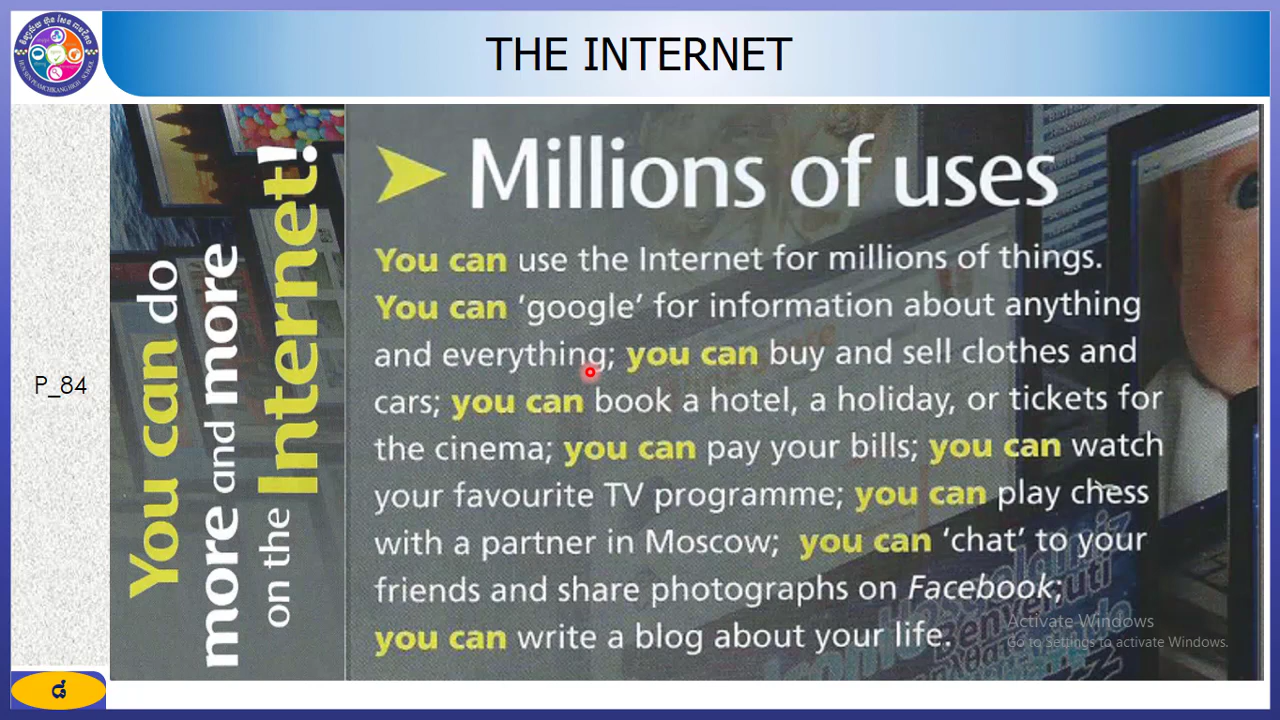 THE INTERNET
P_84
You can do
more and more
on the Internet!
Millions of uses
You can use the Internet for millions of things.
You can ‘google’ for information about anything
and everything; you can buy and sell clothes and
cars; you can book a hotel, a holiday, or tickets for
the cinema; you can pay your bills; you can watch
your favourite TV programme; you can play chess
with a partner in Moscow; you can ‘chat’ to your
friends and share photographs on Facebook;
you can write a blog about your life.
Activate Windows
Go to Settings to activate Windows.
៨